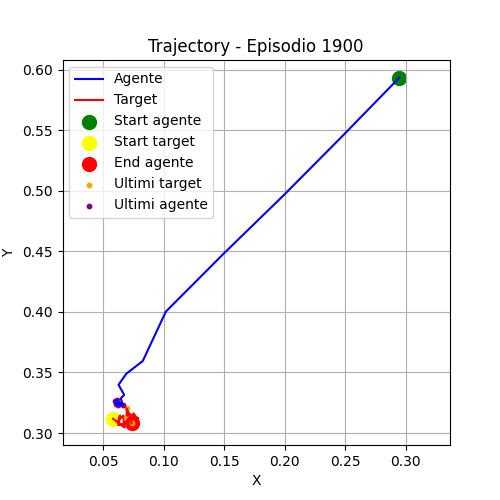 Trajectory - Episodio 1900
Agente
Target
Start agente
Start target
End agente
Ultimi target
Ultimi agente
0.60
0.55
0.50
0.45
0.40
0.35
0.30
Y
0.05
0.10
0.15
0.20
0.25
0.30
X